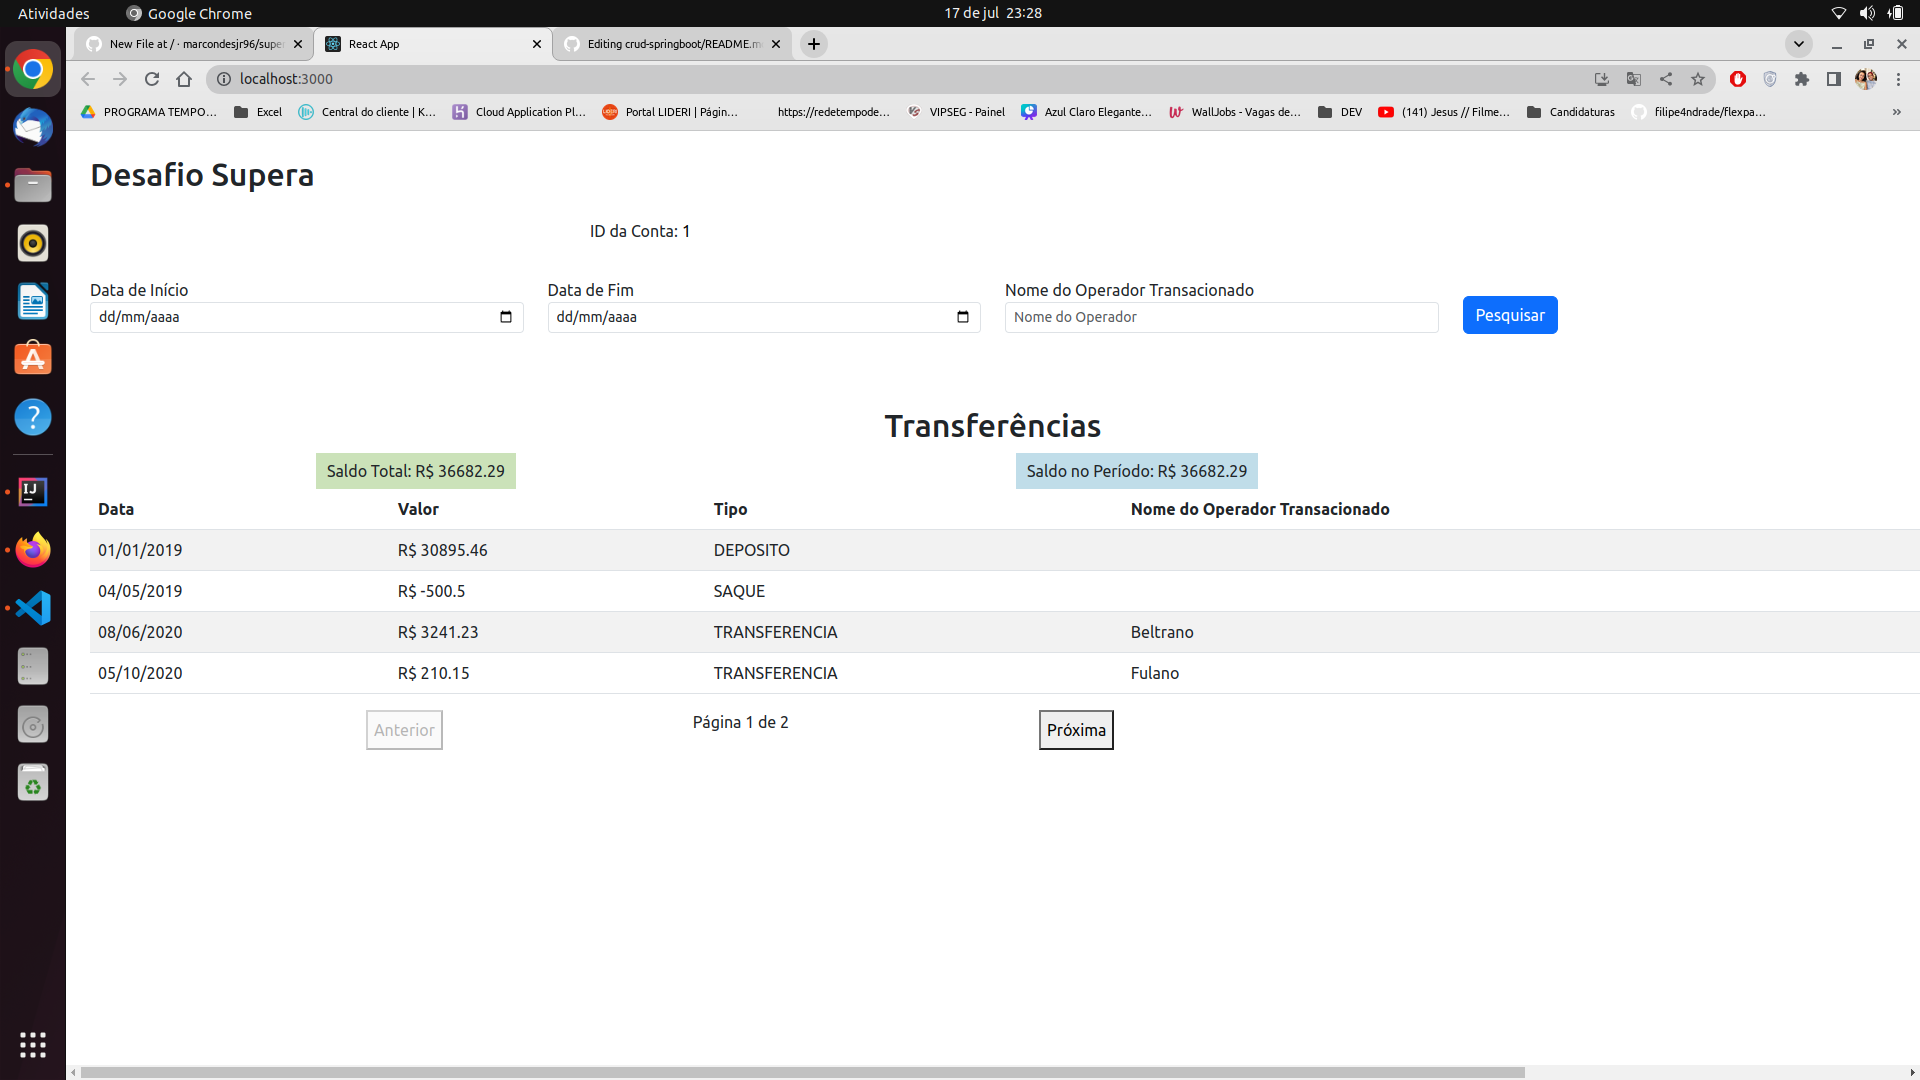 Atividades Google Chrome 17 de jul 23:28
New File at / · marcondesjr96/supe React App Editing crud-springboot/README.m
localhost:3000
PROGRAMA TEMPO… Excel Central do cliente | K… Cloud Application Pl… Portal LIDERI | Págin… https://redetempode… VIPSEG - Painel Azul Claro Elegante… WallJobs - Vagas de… DEV (141) Jesus // Filme… Candidaturas filipe4ndrade/flexpa… »
Desafio Supera
ID da Conta: 1
Data de Início Data de Fim Nome do Operador Transacionado
dd/mm/aaaa dd/mm/aaaa Nome do Operador Pesquisar
Transferências
Saldo Total: R$ 36682.29 Saldo no Período: R$ 36682.29
Data Valor Tipo Nome do Operador Transacionado
01/01/2019 R$ 30895.46 DEPOSITO
04/05/2019 R$ -500.5 SAQUE
08/06/2020 R$ 3241.23 TRANSFERENCIA Beltrano
05/10/2020 R$ 210.15 TRANSFERENCIA Fulano
Anterior Página 1 de 2 Próxima